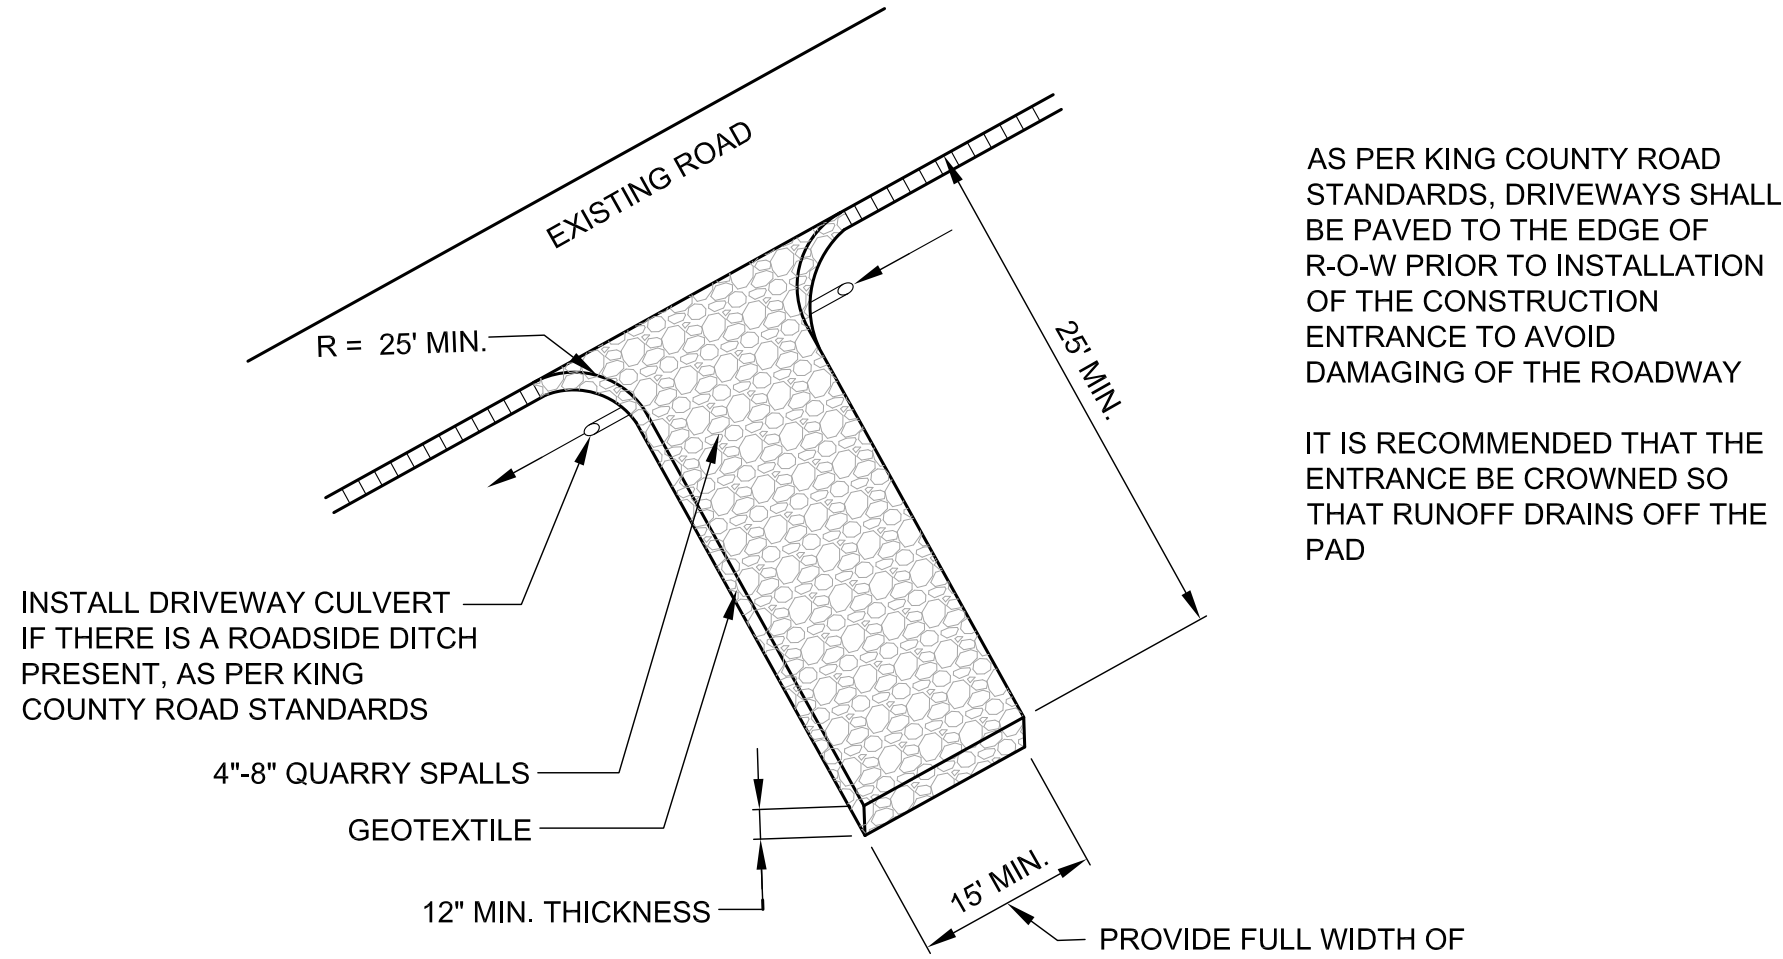 EXISTING ROAD
AS PER KING COUNTY ROAD
STANDARDS, DRIVEWAYS SHALL
BE PAVED TO THE EDGE OF
R-O-W PRIOR TO INSTALLATION
OF THE CONSTRUCTION
ENTRANCE TO AVOID
DAMAGING OF THE ROADWAY
IT IS RECOMMENDED THAT THE
ENTRANCE BE CROWNED SO
THAT RUNOFF DRAINS OFF THE
PAD
R = 25' MIN.
25' MIN.
INSTALL DRIVEWAY CULVERT
IF THERE IS A ROADSIDE DITCH
PRESENT, AS PER KING
COUNTY ROAD STANDARDS
4"-8" QUARRY SPALLS
GEOTEXTILE
12" MIN. THICKNESS
15' MIN.
PROVIDE FULL WIDTH OF